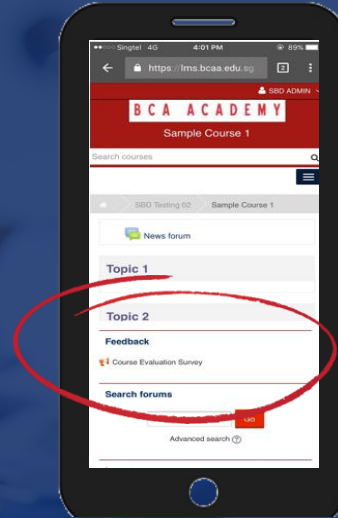 Singtel 4G 4:01 PM 89%
https://lms.bcaa.edu.sg 2
SBD ADMIN
BCA ACADEMY
Sample Course 1
Search courses
SBD Testing 02 Sample Course 1
News forum
Topic 1
Topic 2
Feedback
Course Evaluation Survey
Search forums
Go
Advanced search ?